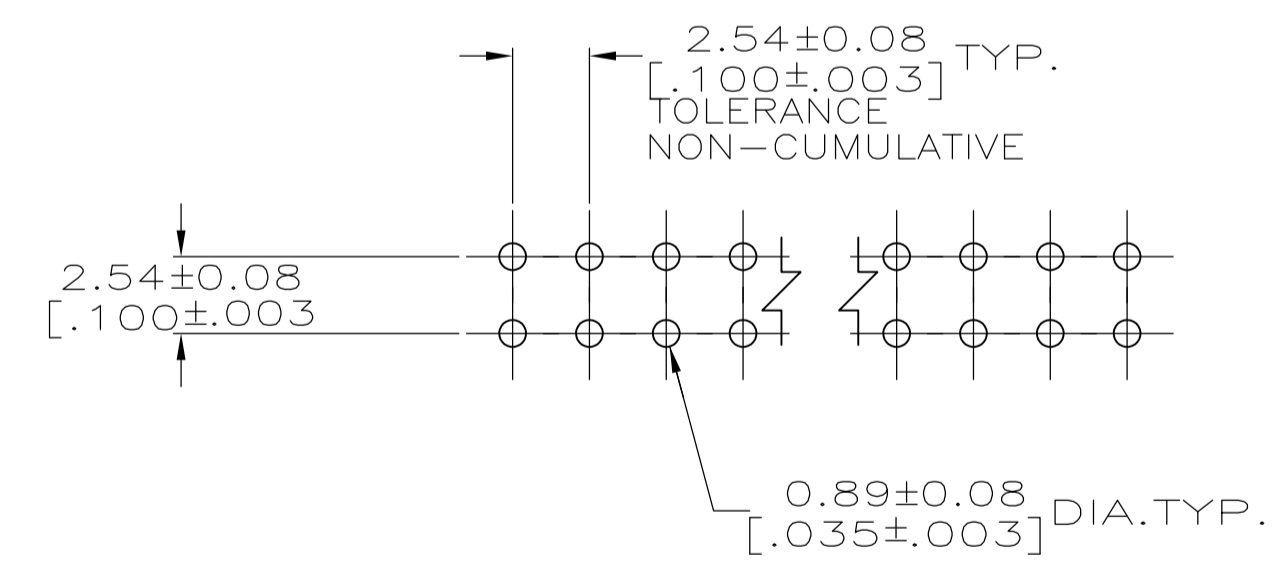 2.54±0.08
[.100±.003] TYP.
TOLERANCE
NON-CUMULATIVE
2.54±0.08
[.100±.003
0.89±0.08
[.035±.003] DIA.TYP.